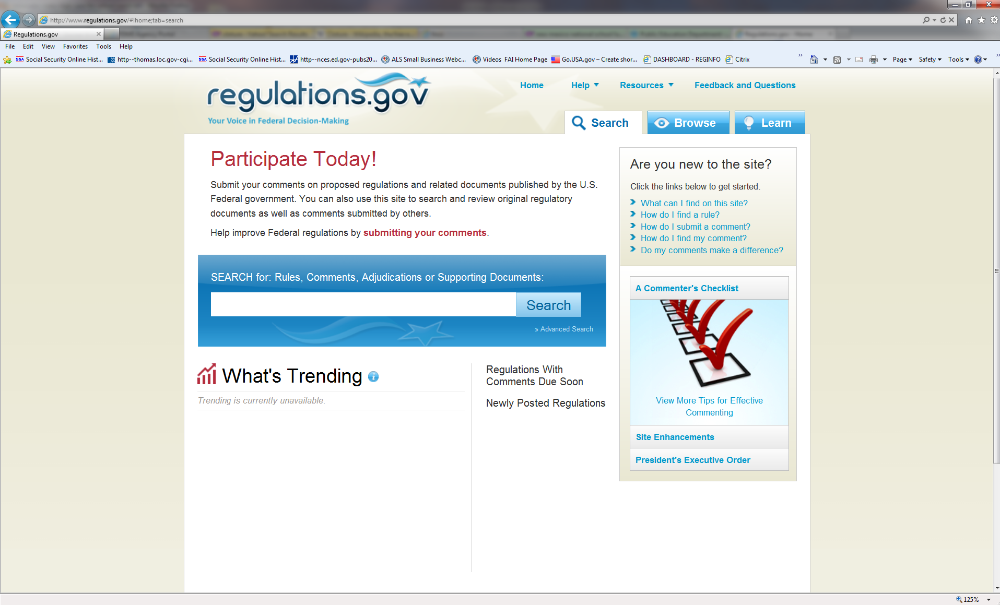 http://www.regulations.gov/#!home;tab=search
Regulations.gov
File Edit View Favorites Tools Help
Social Security Online Hist... http--thomas.loc.gov-cgi... Social Security Online Hist... http--nces.ed.gov-pubs20... ALS Small Business Webc... Videos FAI Home Page Go.USA.gov – Create shor... DASHBOARD - REGINFO Citrix » Page Safety Tools »
regulations.gov
Your Voice in Federal Decision-Making
Home Help Resources Feedback and Questions
Search Browse Learn
Participate Today!
Submit your comments on proposed regulations and related documents published by the U.S.
Federal government. You can also use this site to search and review original regulatory
documents as well as comments submitted by others.
Help improve Federal regulations by submitting your comments.
SEARCH for: Rules, Comments, Adjudications or Supporting Documents:
Search
» Advanced Search
What's Trending
Trending is currently unavailable.
Regulations With
Comments Due Soon
Newly Posted Regulations
Are you new to the site?
Click the links below to get started.
What can I find on this site?
How do I find a rule?
How do I submit a comment?
How do I find my comment?
Do my comments make a difference?
A Commenter's Checklist
View More Tips for Effective
Commenting
Site Enhancements
President's Executive Order
125%